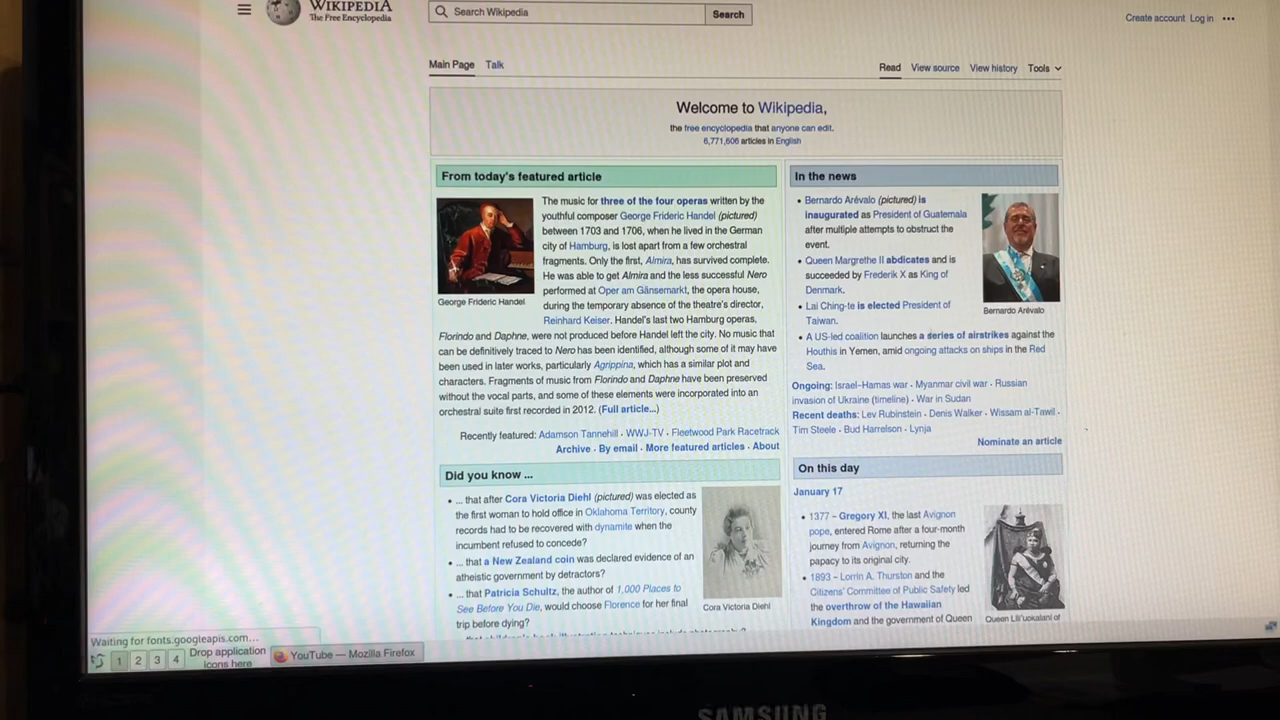 WIKIPEDIA
The Free Encyclopedia
Search Wikipedia
Search
Create account Log in
Main Page Talk
Read View source View history Tools
Welcome to Wikipedia,
the free encyclopedia that anyone can edit.
6,771,606 articles in English
From today's featured article
The music for three of the four operas written by the
youthful composer George Frideric Handel (pictured)
between 1703 and 1706, when he lived in the German
city of Hamburg, is lost apart from a few orchestral
fragments. Only the first, Almira, has survived complete.
He was able to get Almira and the less successful Nero
performed at Oper am Gänsemarkt, the opera house,
during the temporary absence of the theatre's director,
Reinhard Keiser. Handel's last two Hamburg operas,
George Frideric Handel
Florindo and Daphne, were not produced before Handel left the city. No music that
can be definitively traced to Nero has been identified, although some of it may have
been used in later works, particularly Agrippina, which has a similar plot and
characters. Fragments of music from Florindo and Daphne have been preserved
without the vocal parts, and some of these elements were incorporated into an
orchestral suite first recorded in 2012. (Full article...)
Recently featured: Adamson Tannehill · WWJ-TV · Fleetwood Park Racetrack
Archive · By email · More featured articles · About
Did you know ...
... that after Cora Victoria Diehl (pictured) was elected as
the first woman to hold office in Oklahoma Territory, county
records had to be recovered with dynamite when the
incumbent refused to concede?
... that a New Zealand coin was declared evidence of an
atheistic government by detractors?
... that Patricia Schultz, the author of 1,000 Places to
See Before You Die, would choose Florence for her final
trip before dying?
Cora Victoria Diehl
In the news
Bernardo Arévalo (pictured) is
inaugurated as President of Guatemala
after multiple attempts to obstruct the
event.
Queen Margrethe II abdicates and is
succeeded by Frederik X as King of
Denmark.
Lai Ching-te is elected President of
Taiwan.
Bernardo Arévalo
A US-led coalition launches a series of airstrikes against the
Houthis in Yemen, amid ongoing attacks on ships in the Red
Sea.
Ongoing: Israel–Hamas war · Myanmar civil war · Russian
invasion of Ukraine (timeline) · War in Sudan
Recent deaths: Lev Rubinstein · Denis Walker · Wissam al-Tawil ·
Tim Steele · Bud Harrelson · Lynja
Nominate an article
On this day
January 17
1377 – Gregory XI, the last Avignon
pope, entered Rome after a four-month
journey from Avignon, returning the
papacy to its original city.
1893 – Lorrin A. Thurston and the
Citizens' Committee of Public Safety led
the overthrow of the Hawaiian
Kingdom and the government of Queen
Queen Liliʻuokalani of
Waiting for fonts.googleapis.com...
1 2 3 4
Drop application
icons here
YouTube — Mozilla Firefox
SAMSUNG